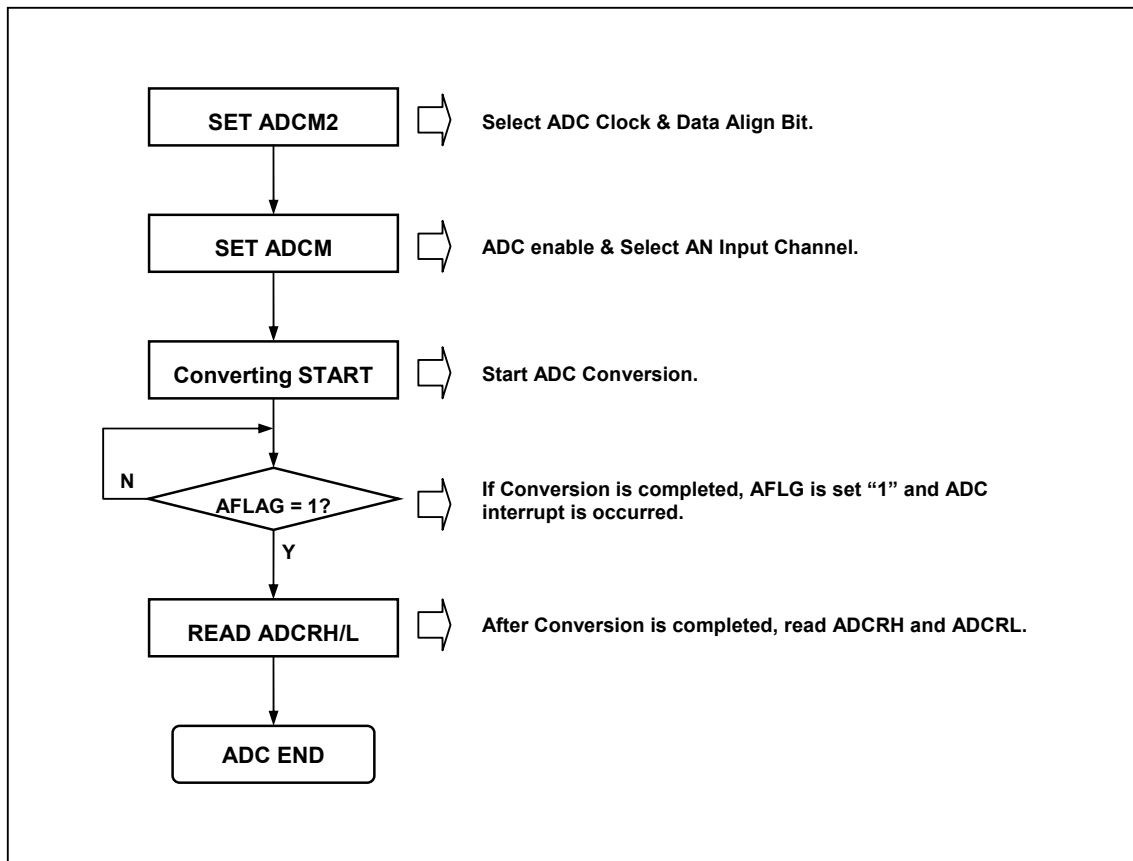 SET ADCM2
Select ADC Clock & Data Align Bit.
SET ADCM
ADC enable & Select AN Input Channel.
Converting START
Start ADC Conversion.
N
AFLAG = 1?
If Conversion is completed, AFLG is set “1” and ADC
interrupt is occurred.
Y
READ ADCRH/L
After Conversion is completed, read ADCRH and ADCRL.
ADC END